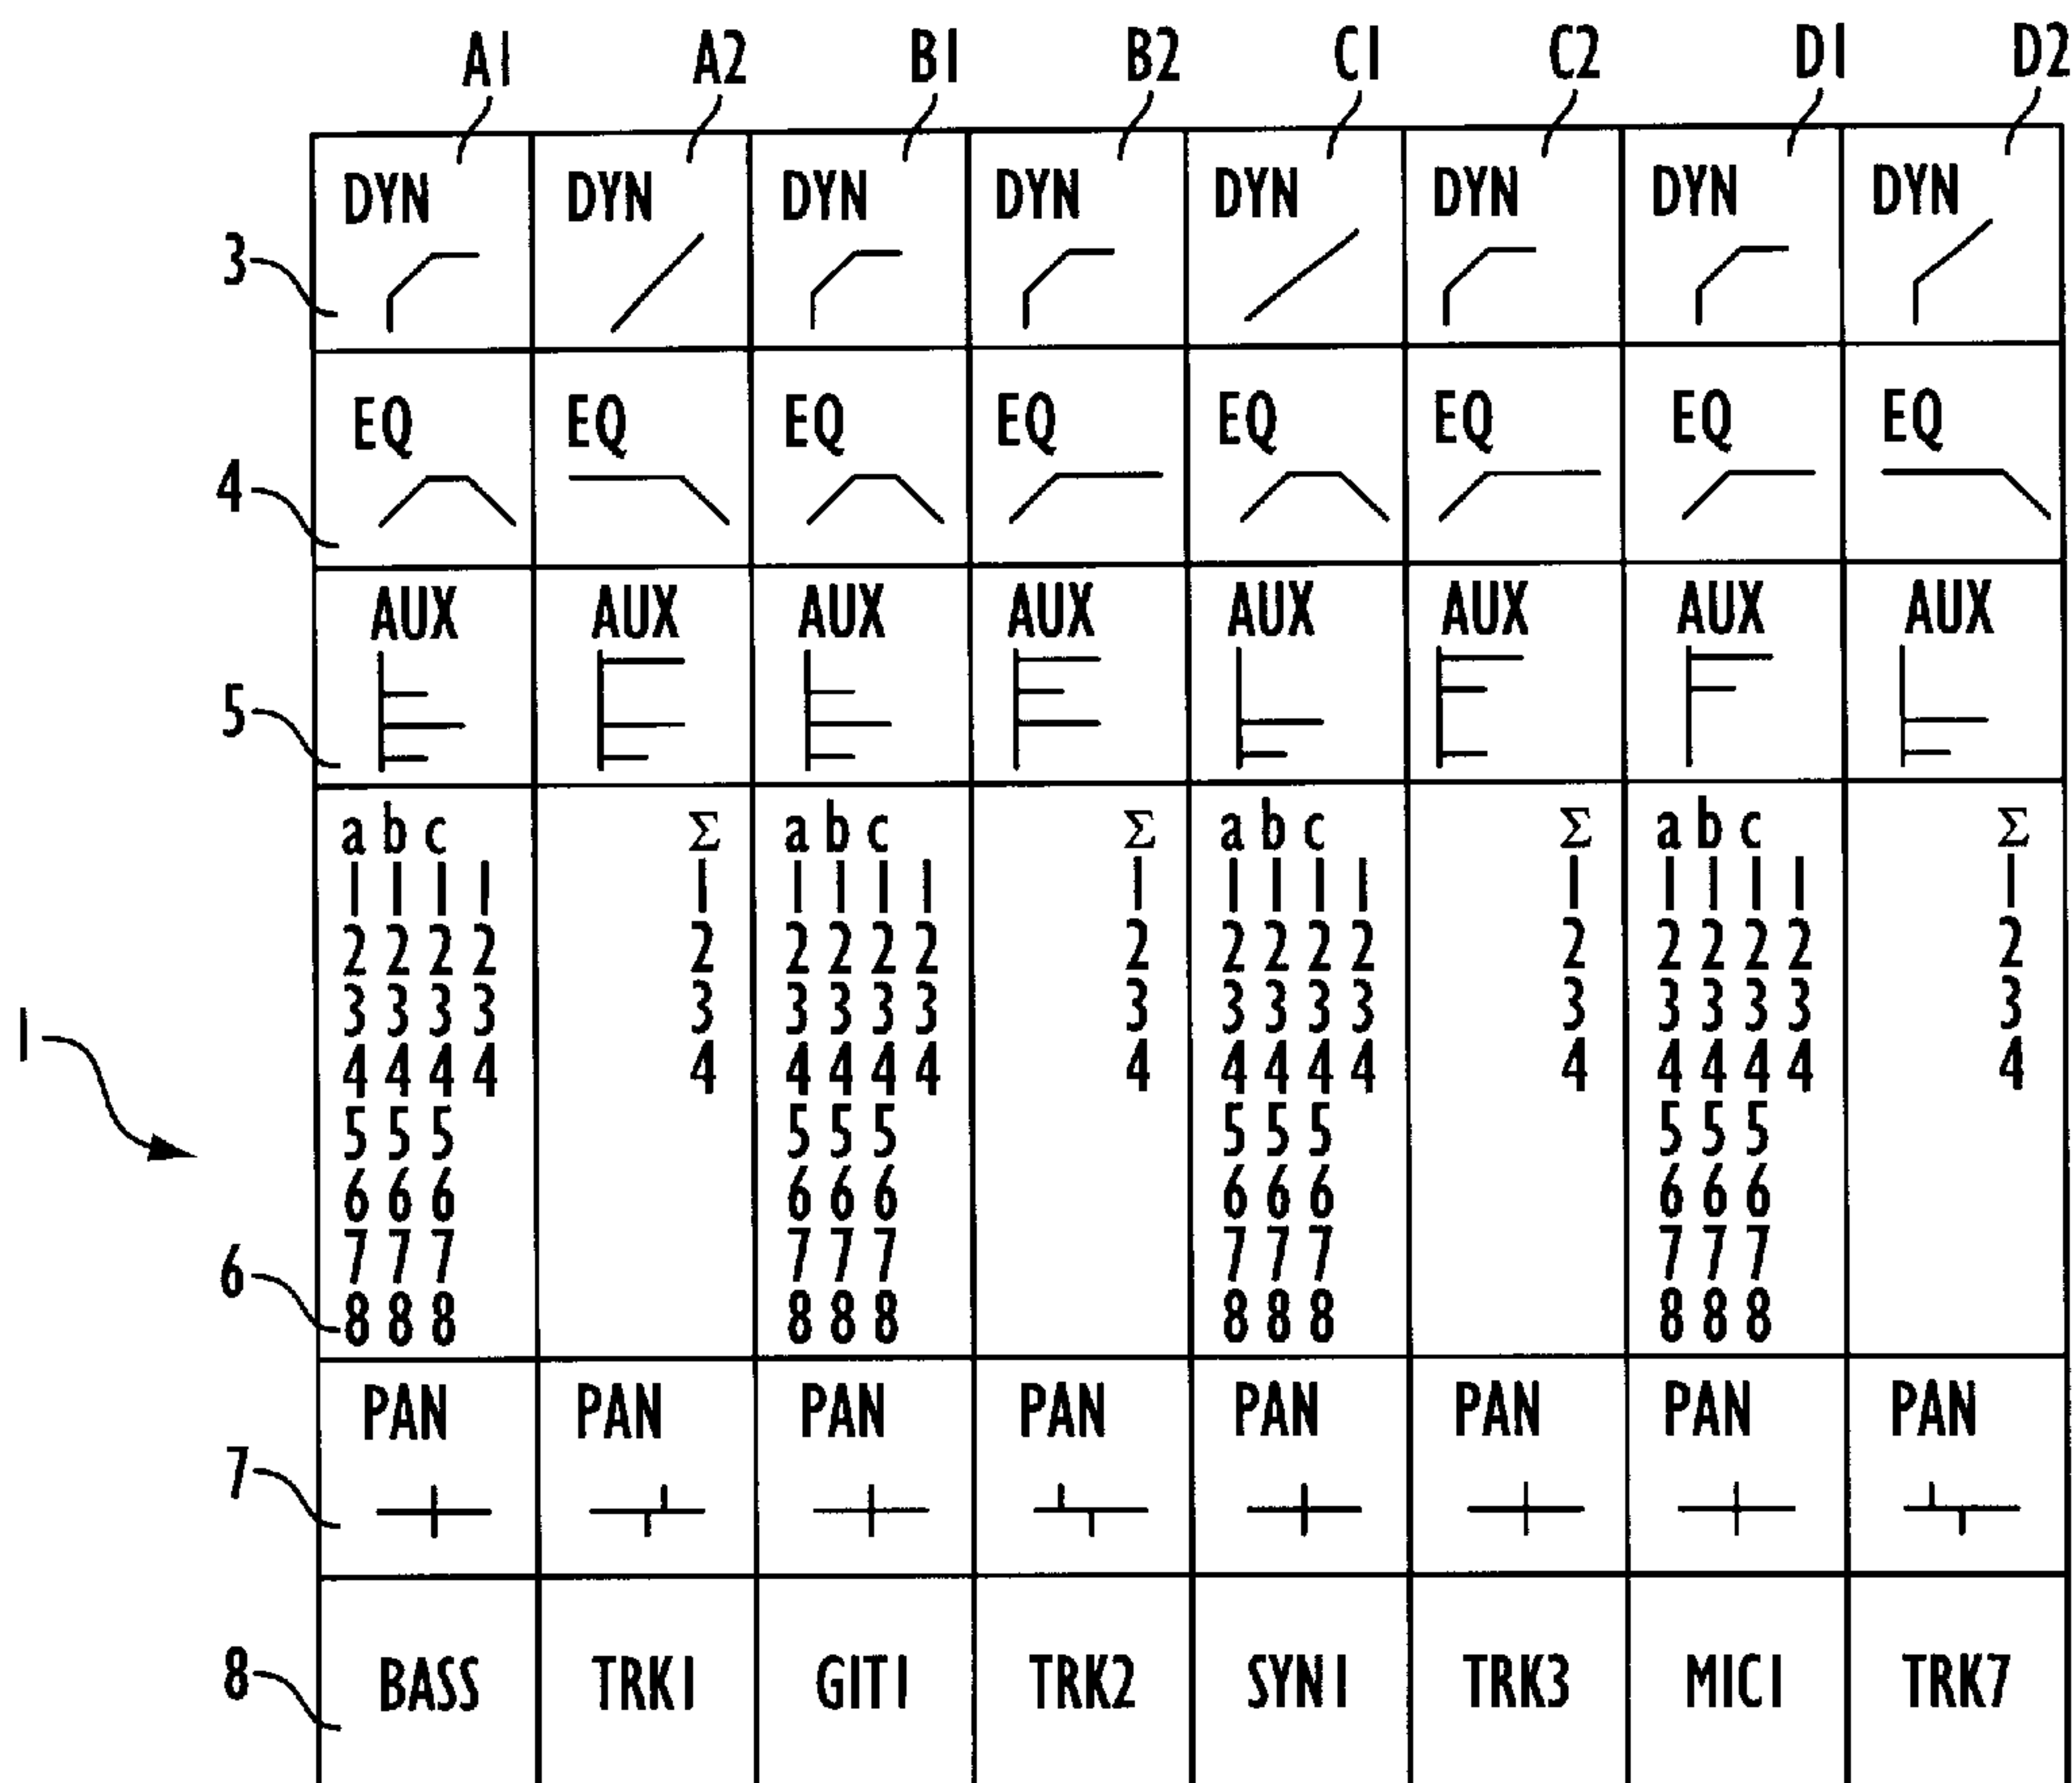 A1 A2 B1 B2 C1 C2 D1 D2
DYN DYN DYN DYN DYN DYN DYN DYN
3
EQ EQ EQ EQ EQ EQ EQ EQ
4
AUX AUX AUX AUX AUX AUX AUX AUX
5
a b c Σ a b c Σ a b c Σ a b c Σ
1 1 1 1 1 1 1 1 1 1 1 1 1 1 1 1 1 1 1 1
2 2 2 2 2 2 2 2 2 2 2 2 2 2 2 2 2 2 2 2
3 3 3 3 3 3 3 3 3 3 3 3 3 3 3 3 3 3 3 3
1
4 4 4 4 4 4 4 4 4 4 4 4 4 4 4 4 4 4 4 4
5 5 5 5 5 5 5 5 5 5 5 5
6 6 6 6 6 6 6 6 6 6 6 6
7 7 7 7 7 7 7 7 7 7 7 7
6
8 8 8 8 8 8 8 8 8 8 8 8
PAN PAN PAN PAN PAN PAN PAN PAN
7
8 BASS TRK1 GIT1 TRK2 SYN1 TRK3 MIC1 TRK7